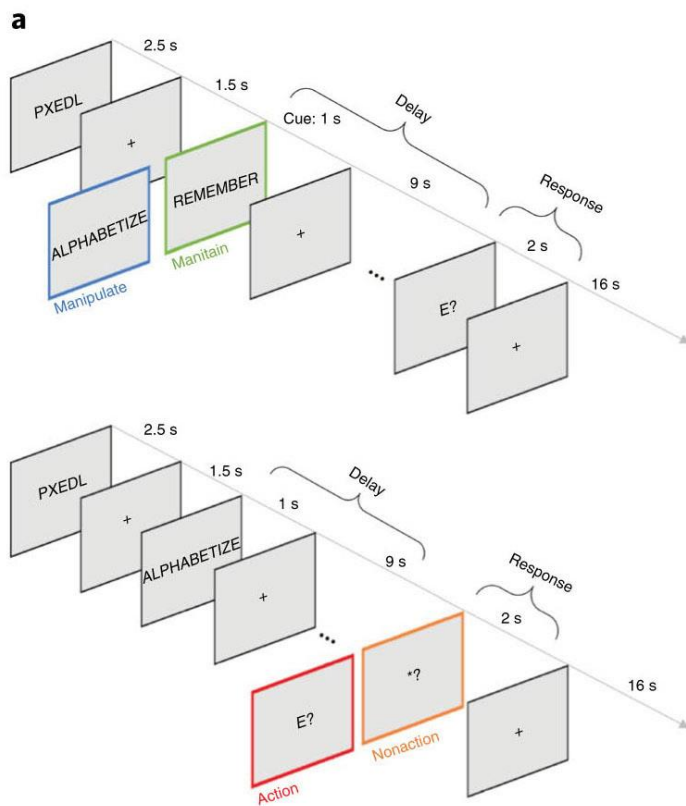 a
2.5 s
PXEDL
1.5 s
+
Cue: 1 s
Delay
REMEMBER
ALPHABETIZE
9 s
Response
+
2 s
Manitain
Manipulate
...
E?
16 s
+
2.5 s
PXEDL
1.5 s
+
1 s
Delay
ALPHABETIZE
9 s
+
Response
...
2 s
*?
E?
16 s
+
Nonaction
Action